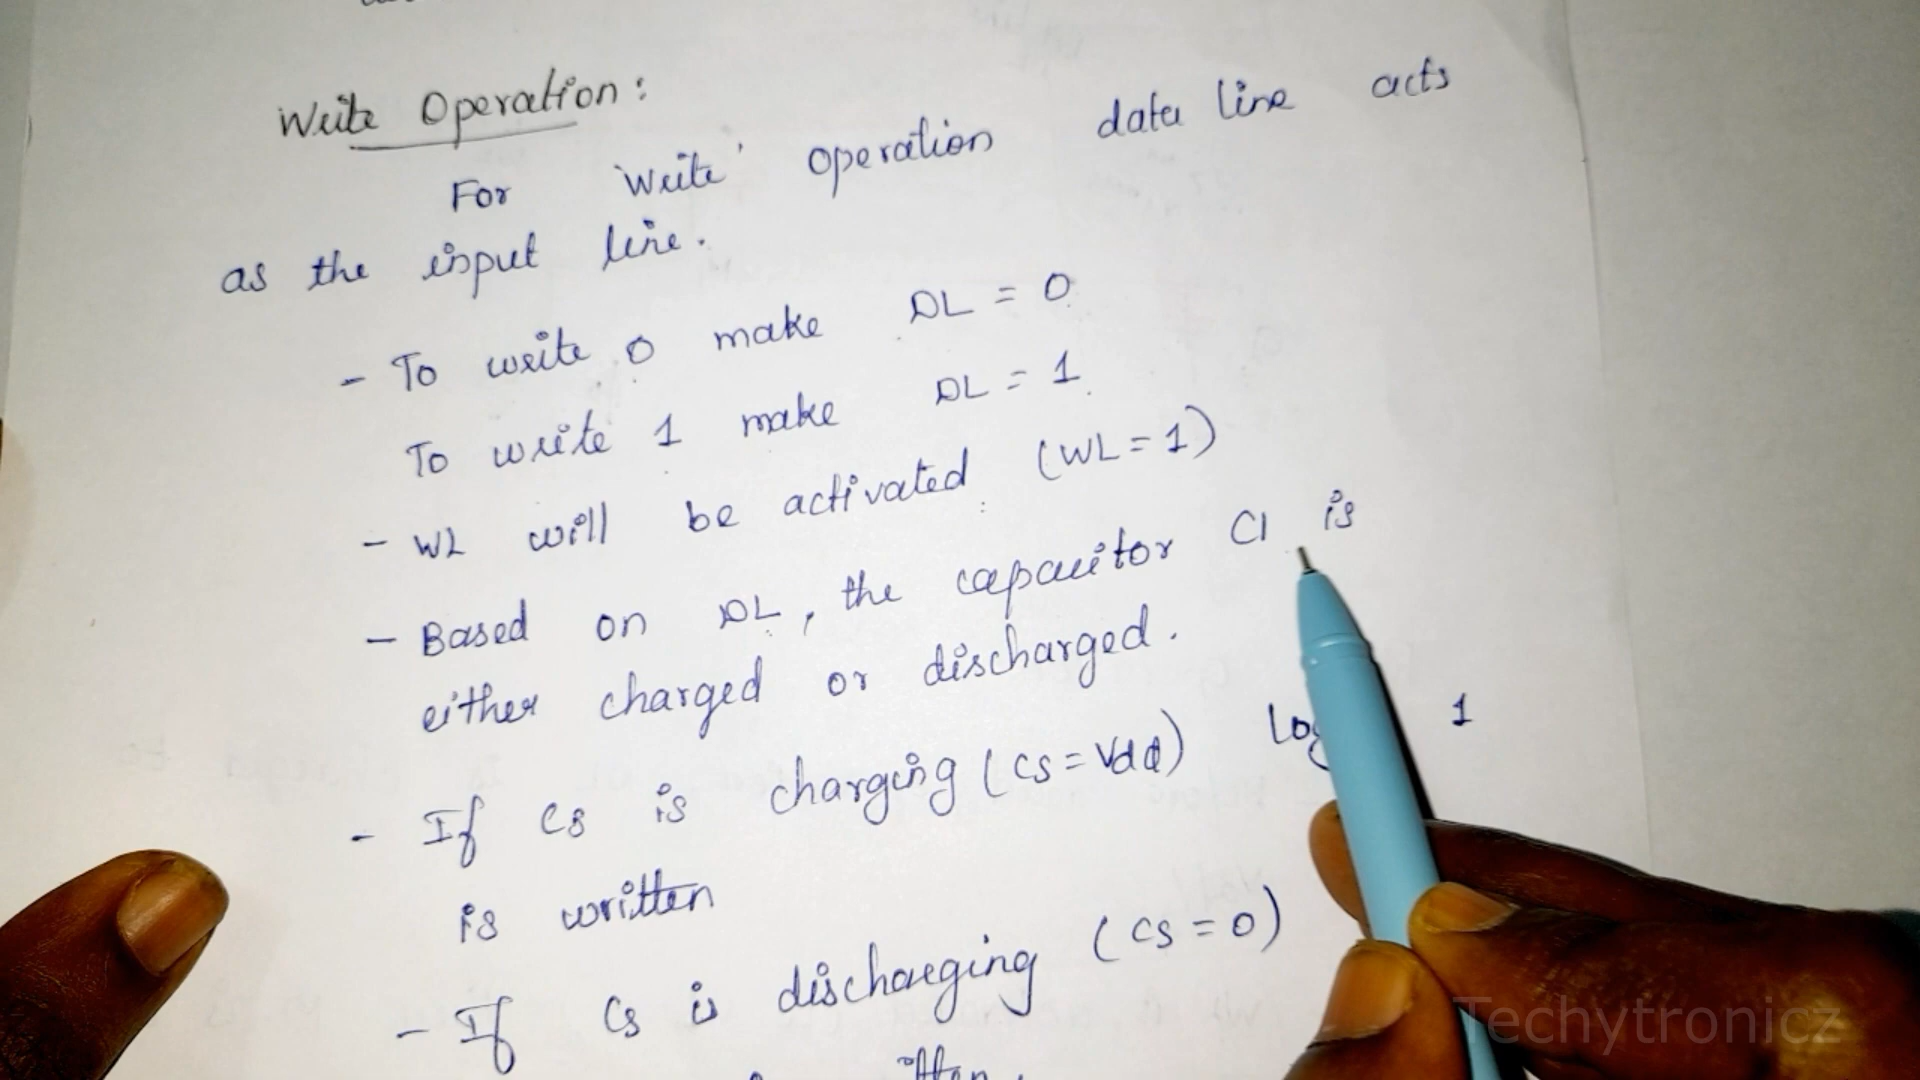 Write Operation:
For 'Write' operation data line acts
as the input line.
- To write 0 make DL = 0
To write 1 make DL = 1
- WL will be activated (WL = 1)
- Based on DL, the capacitor C1 is
either charged or discharged.
- If Cs is charging (Cs = Vdd) 1
is written
- If Cs is discharging (Cs = 0)
Techytronicz